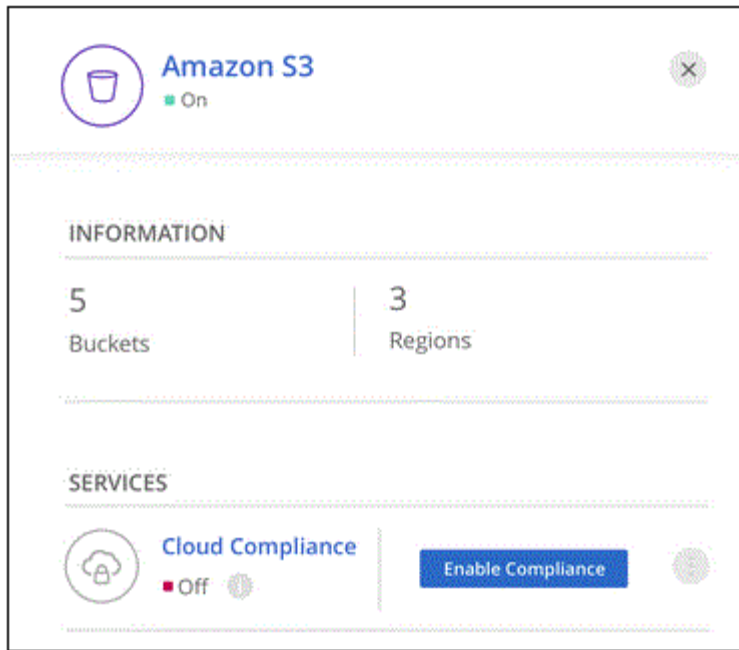 Amazon S3
On
INFORMATION
5
Buckets
3
Regions
SERVICES
Cloud Compliance
Off
Enable Compliance